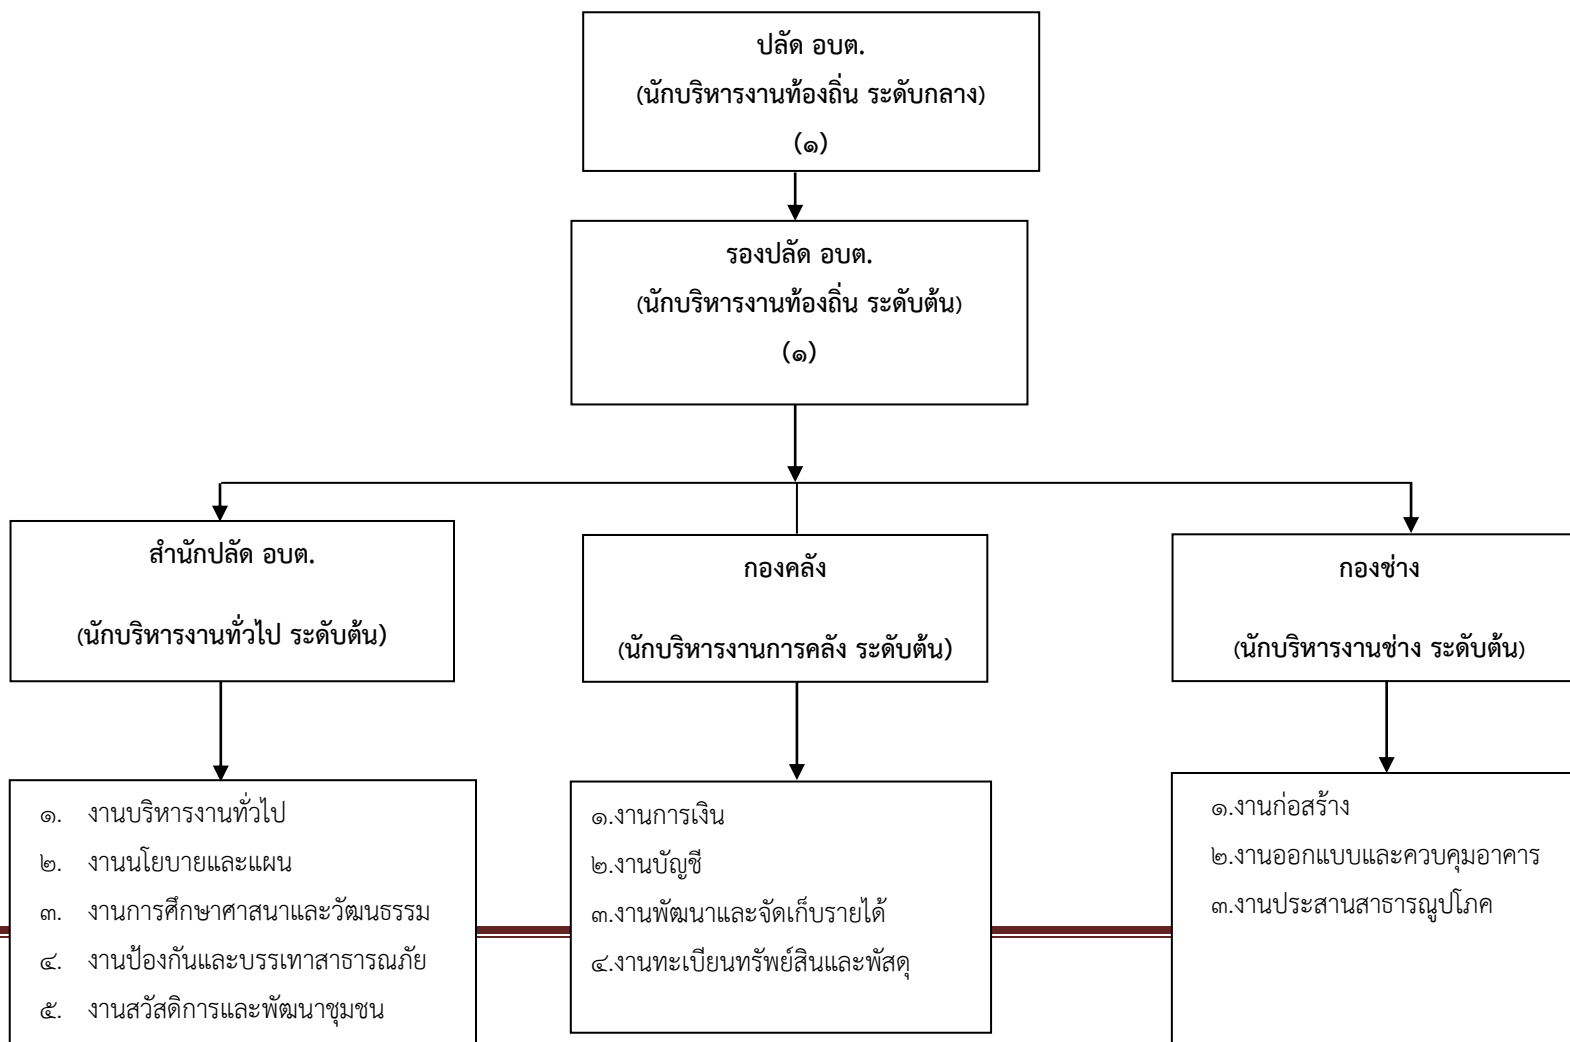 ปลัด อบต.
(นักบริหารงานท้องถิ่น ระดับกลาง)
(๑)
รองปลัด อบต.
(นักบริหารงานท้องถิ่น ระดับต้น)
(๑)
สำนักปลัด อบต.
(นักบริหารงานทั่วไป ระดับต้น)
กองคลัง
(นักบริหารงานการคลัง ระดับต้น)
กองช่าง
(นักบริหารงานช่าง ระดับต้น)
๑. งานบริหารงานทั่วไป
๒. งานนโยบายและแผน
๓. งานการศึกษาศาสนาและวัฒนธรรม
๔. งานป้องกันและบรรเทาสาธารณภัย
๕. งานสวัสดิการและพัฒนาชุมชน
๑.งานการเงิน
๒.งานบัญชี
๓.งานพัฒนาและจัดเก็บรายได้
๔.งานทะเบียนทรัพย์สินและพัสดุ
๑.งานก่อสร้าง
๒.งานออกแบบและควบคุมอาคาร
๓.งานประสานสาธารณูปโภค